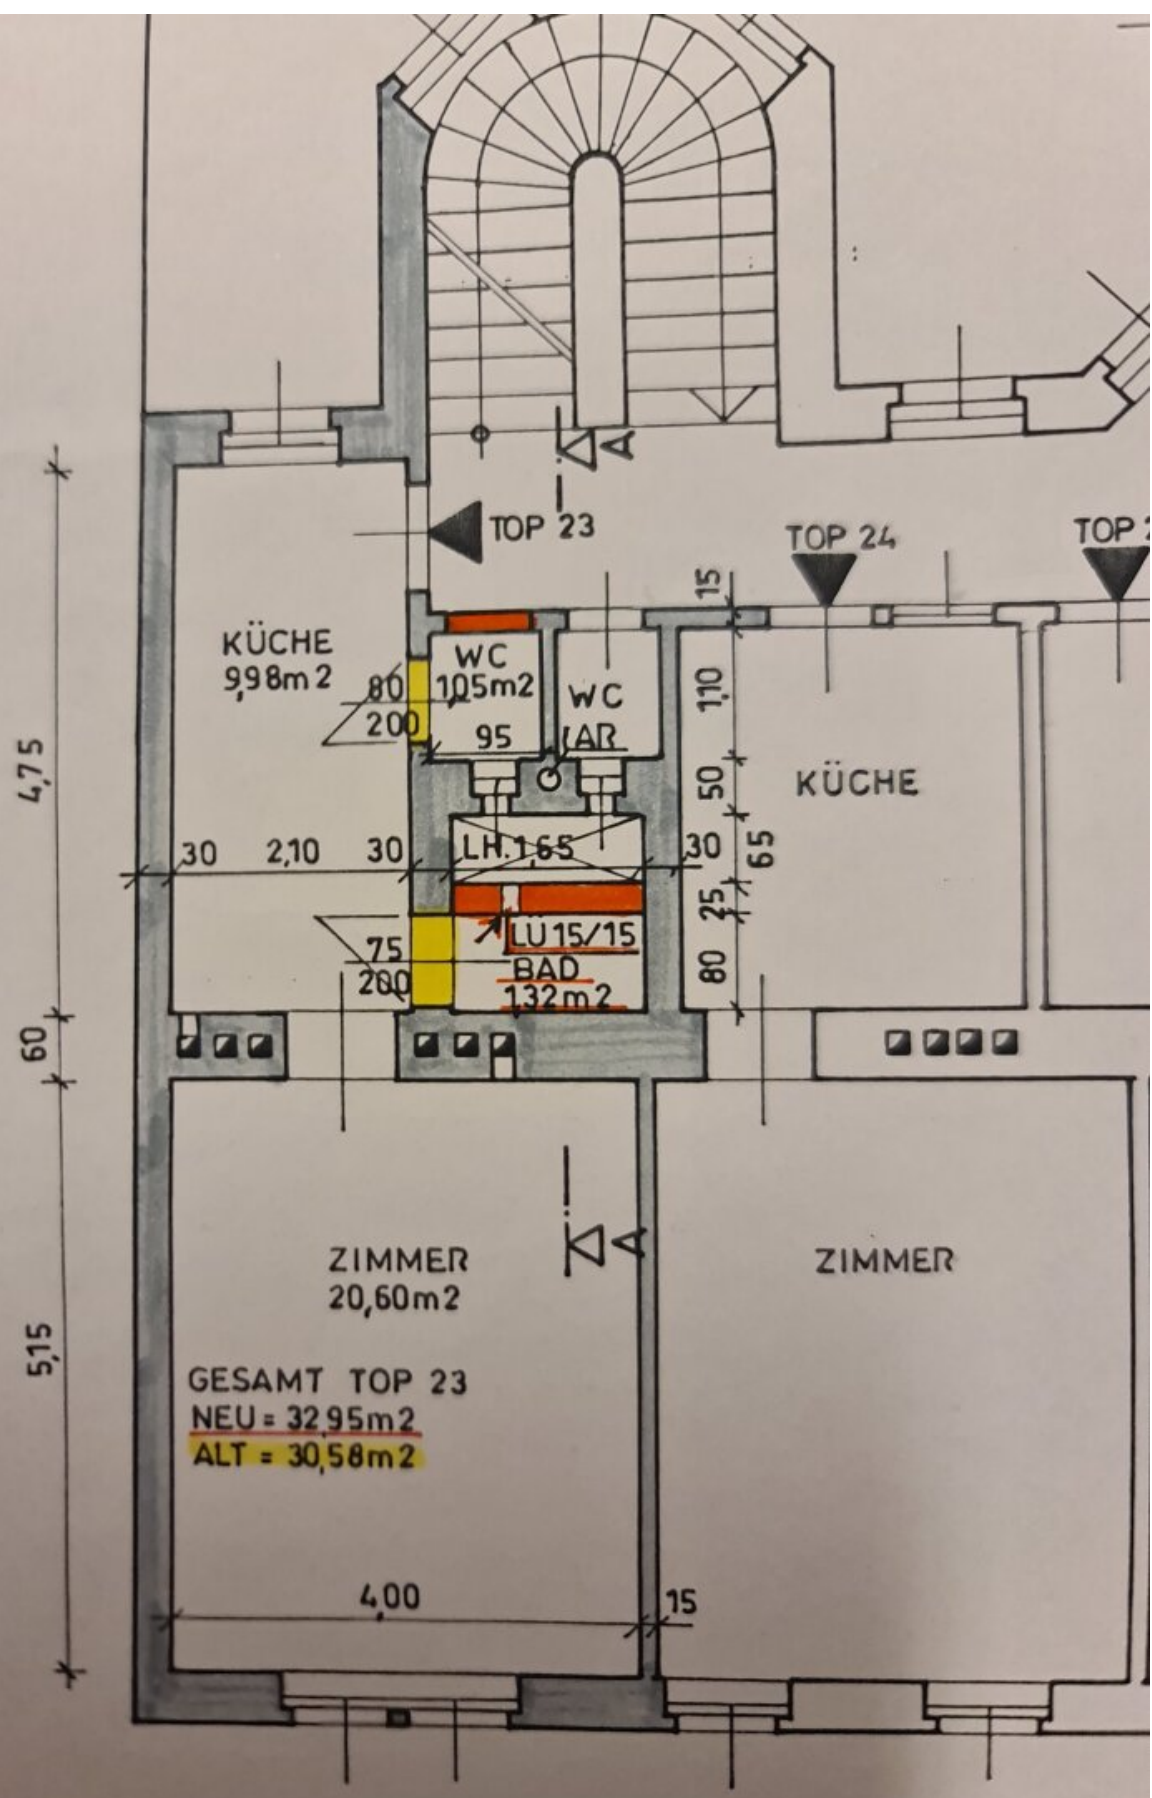 A
TOP 23
TOP 24
TOP 2
15
KÜCHE
9,98m2
WC
1,05m2
80
200
95
WC
AR
1,10
50
KÜCHE
4,75
30
2,10
30
LH. 1,65
30
65
25
LÜ 15/15
75
200
BAD
1,32m2
80
60
A
ZIMMER
20,60m2
ZIMMER
5,15
GESAMT TOP 23
NEU = 32,95m2
ALT = 30,58m2
4,00
15